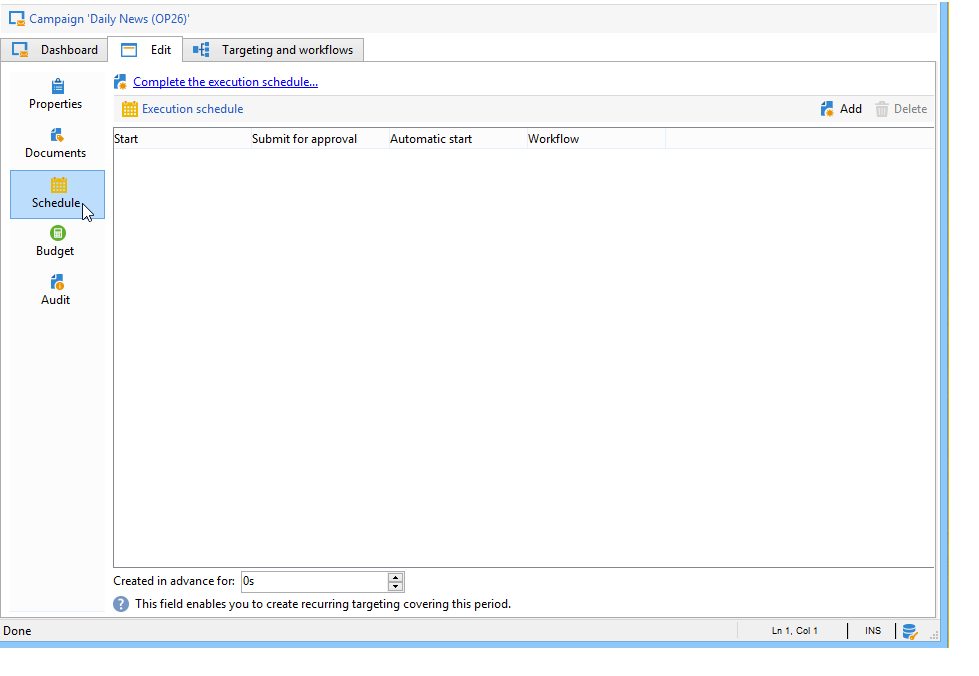 Campaign 'Daily News (OP26)'
Dashboard Edit Targeting and workflows
Properties
Documents
Schedule
Budget
Audit
Complete the execution schedule...
Execution schedule Add Delete
Start Submit for approval Automatic start Workflow
Created in advance for: 0s
This field enables you to create recurring targeting covering this period.
Done Ln 1, Col 1 INS